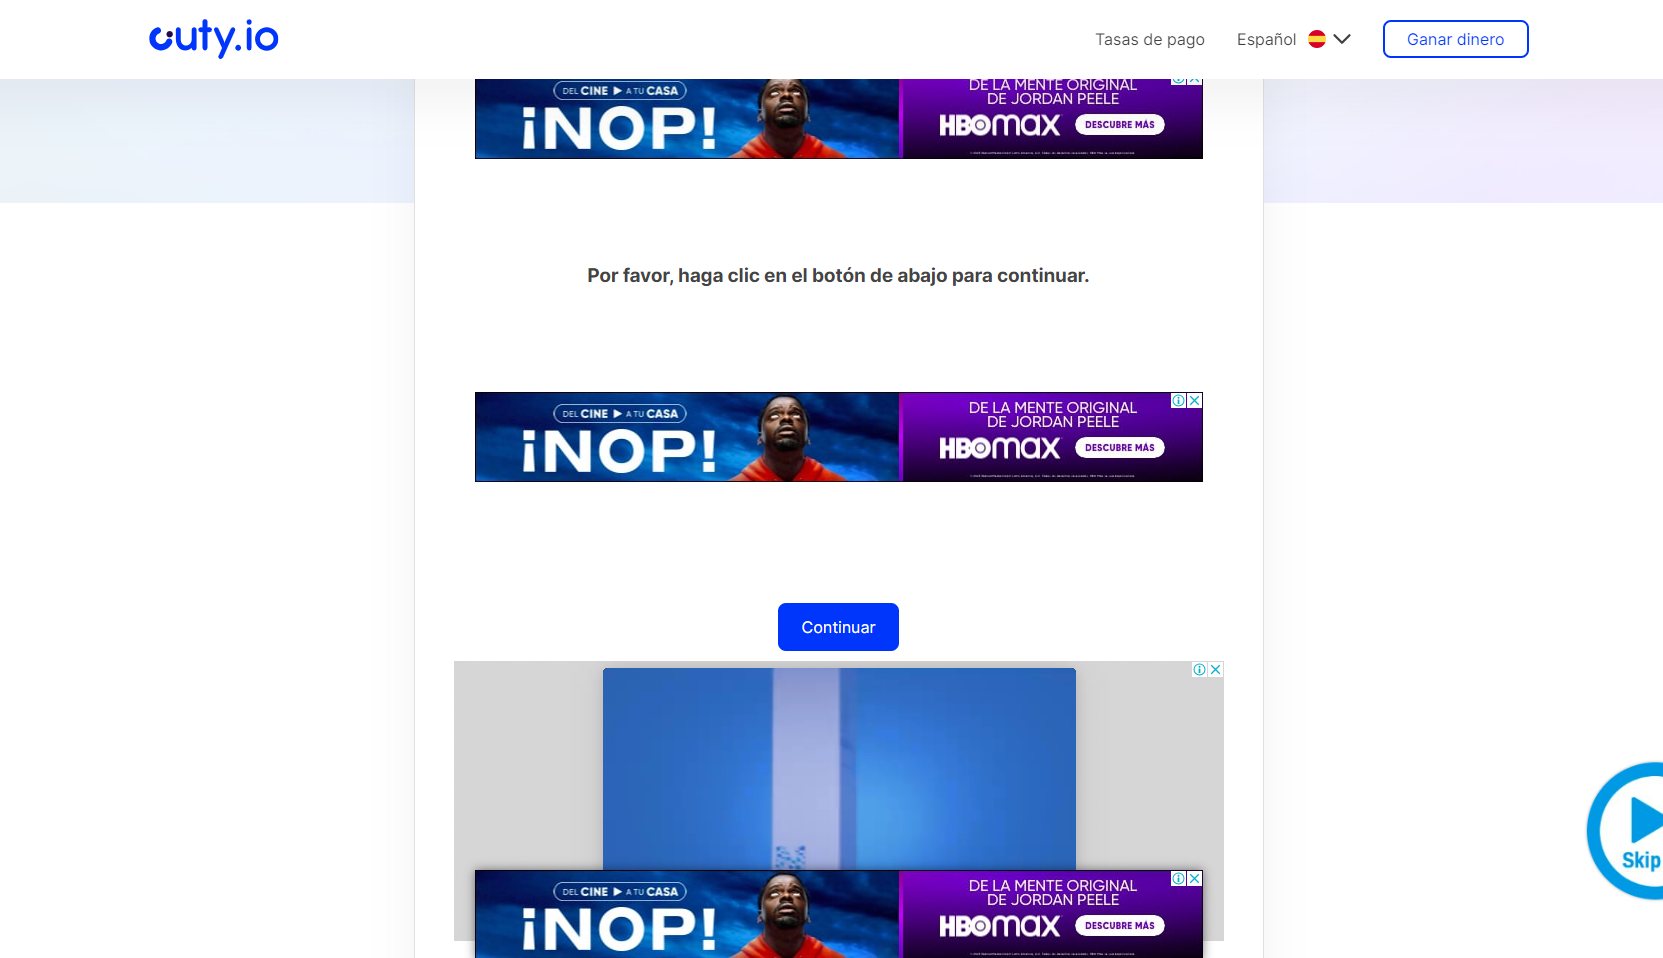 cuty.io
Tasas de pago
Español
Ganar dinero
DEL CINE A TU CASA
¡NOP!
DE LA MENTE ORIGINAL
DE JORDAN PEELE
HBOMAX
DESCUBRE MÁS
Por favor, haga clic en el botón de abajo para continuar.
DEL CINE A TU CASA
¡NOP!
DE LA MENTE ORIGINAL
DE JORDAN PEELE
HBOMAX
DESCUBRE MÁS
Continuar
Skip
DEL CINE A TU CASA
¡NOP!
DE LA MENTE ORIGINAL
DE JORDAN PEELE
HBOMAX
DESCUBRE MÁS